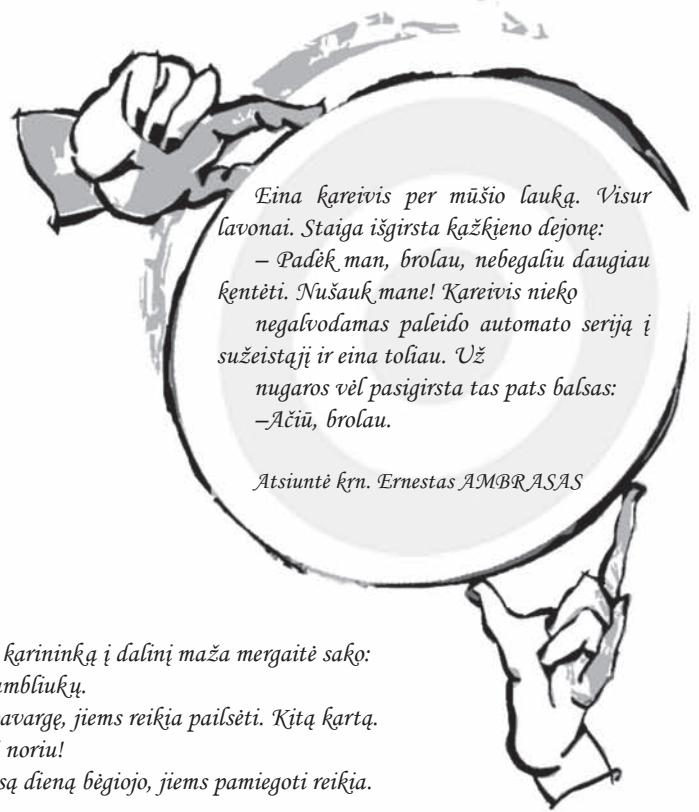 Eina kareivis per mūšio lauką. Visur
lavonai. Staiga išgirsta kažkieno dejonę:
– Padėk man, brolau, nebegaliu daugiau
kentėti. Nušauk mane! Kareivis nieko
negalvodamas paleido automato seriją į
sužeistąjį ir eina toliau. Už
nugaros vėl pasigirsta tas pats balsas:
–Ačiū, brolau.
Atsiuntė krn. Ernestas AMBRASAS
karininką į dalinį maža mergaitė sako:
avargę, jiems reikia pailsėti. Kitą kartą.
noriu!
są dieną bėgiojo, jiems pamiegoti reikia.